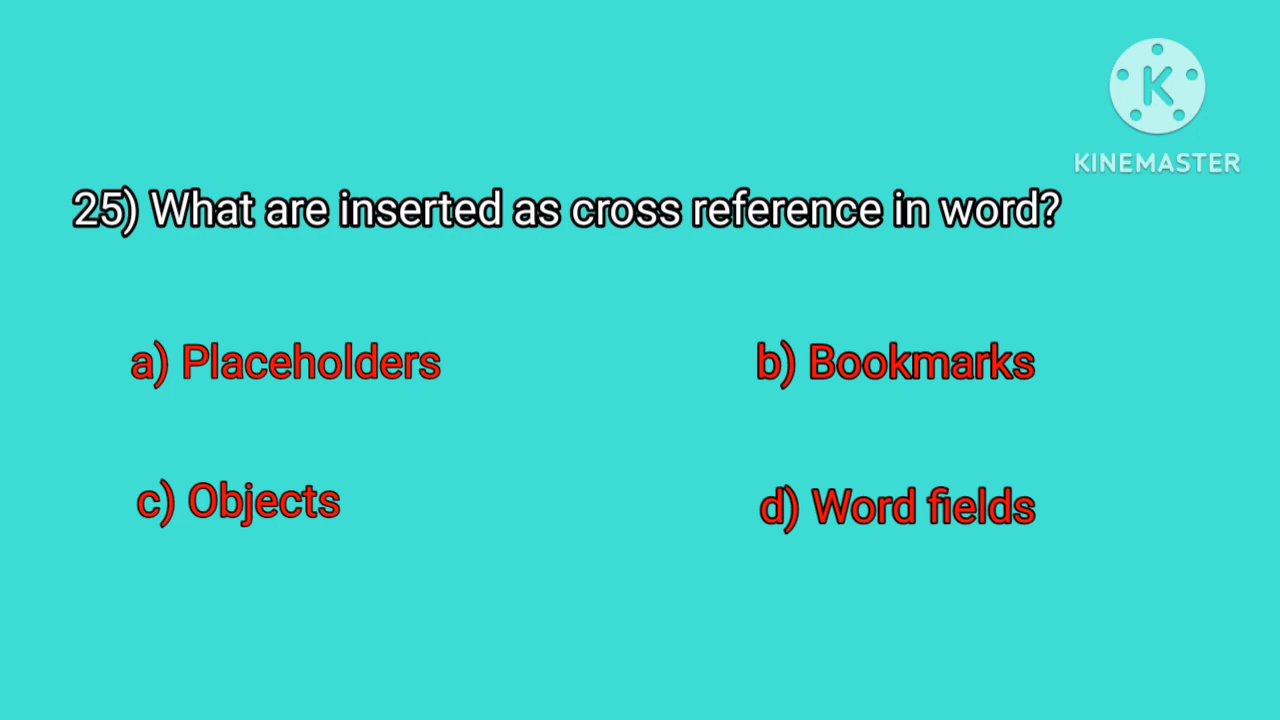 KINEMASTER
25) What are inserted as cross reference in word?
a) Placeholders
b) Bookmarks
c) Objects
d) Word fields